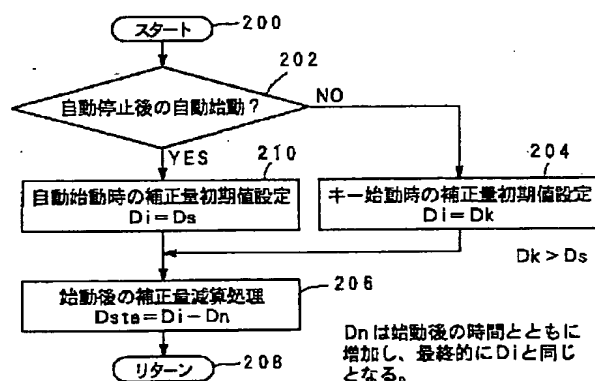 スタート
200
202
自動停止後の自動始動?
NO
YES
210
自動始動時の補正量初期値設定
Di=Ds
204
キー始動時の補正量初期値設定
Di=Dk
Dk>Ds
206
始動後の補正量減算処理
Dsta=Di-Dn
リターン
208
Dnは始動後の時間とともに
増加し、最終的にDiと同じ
となる。